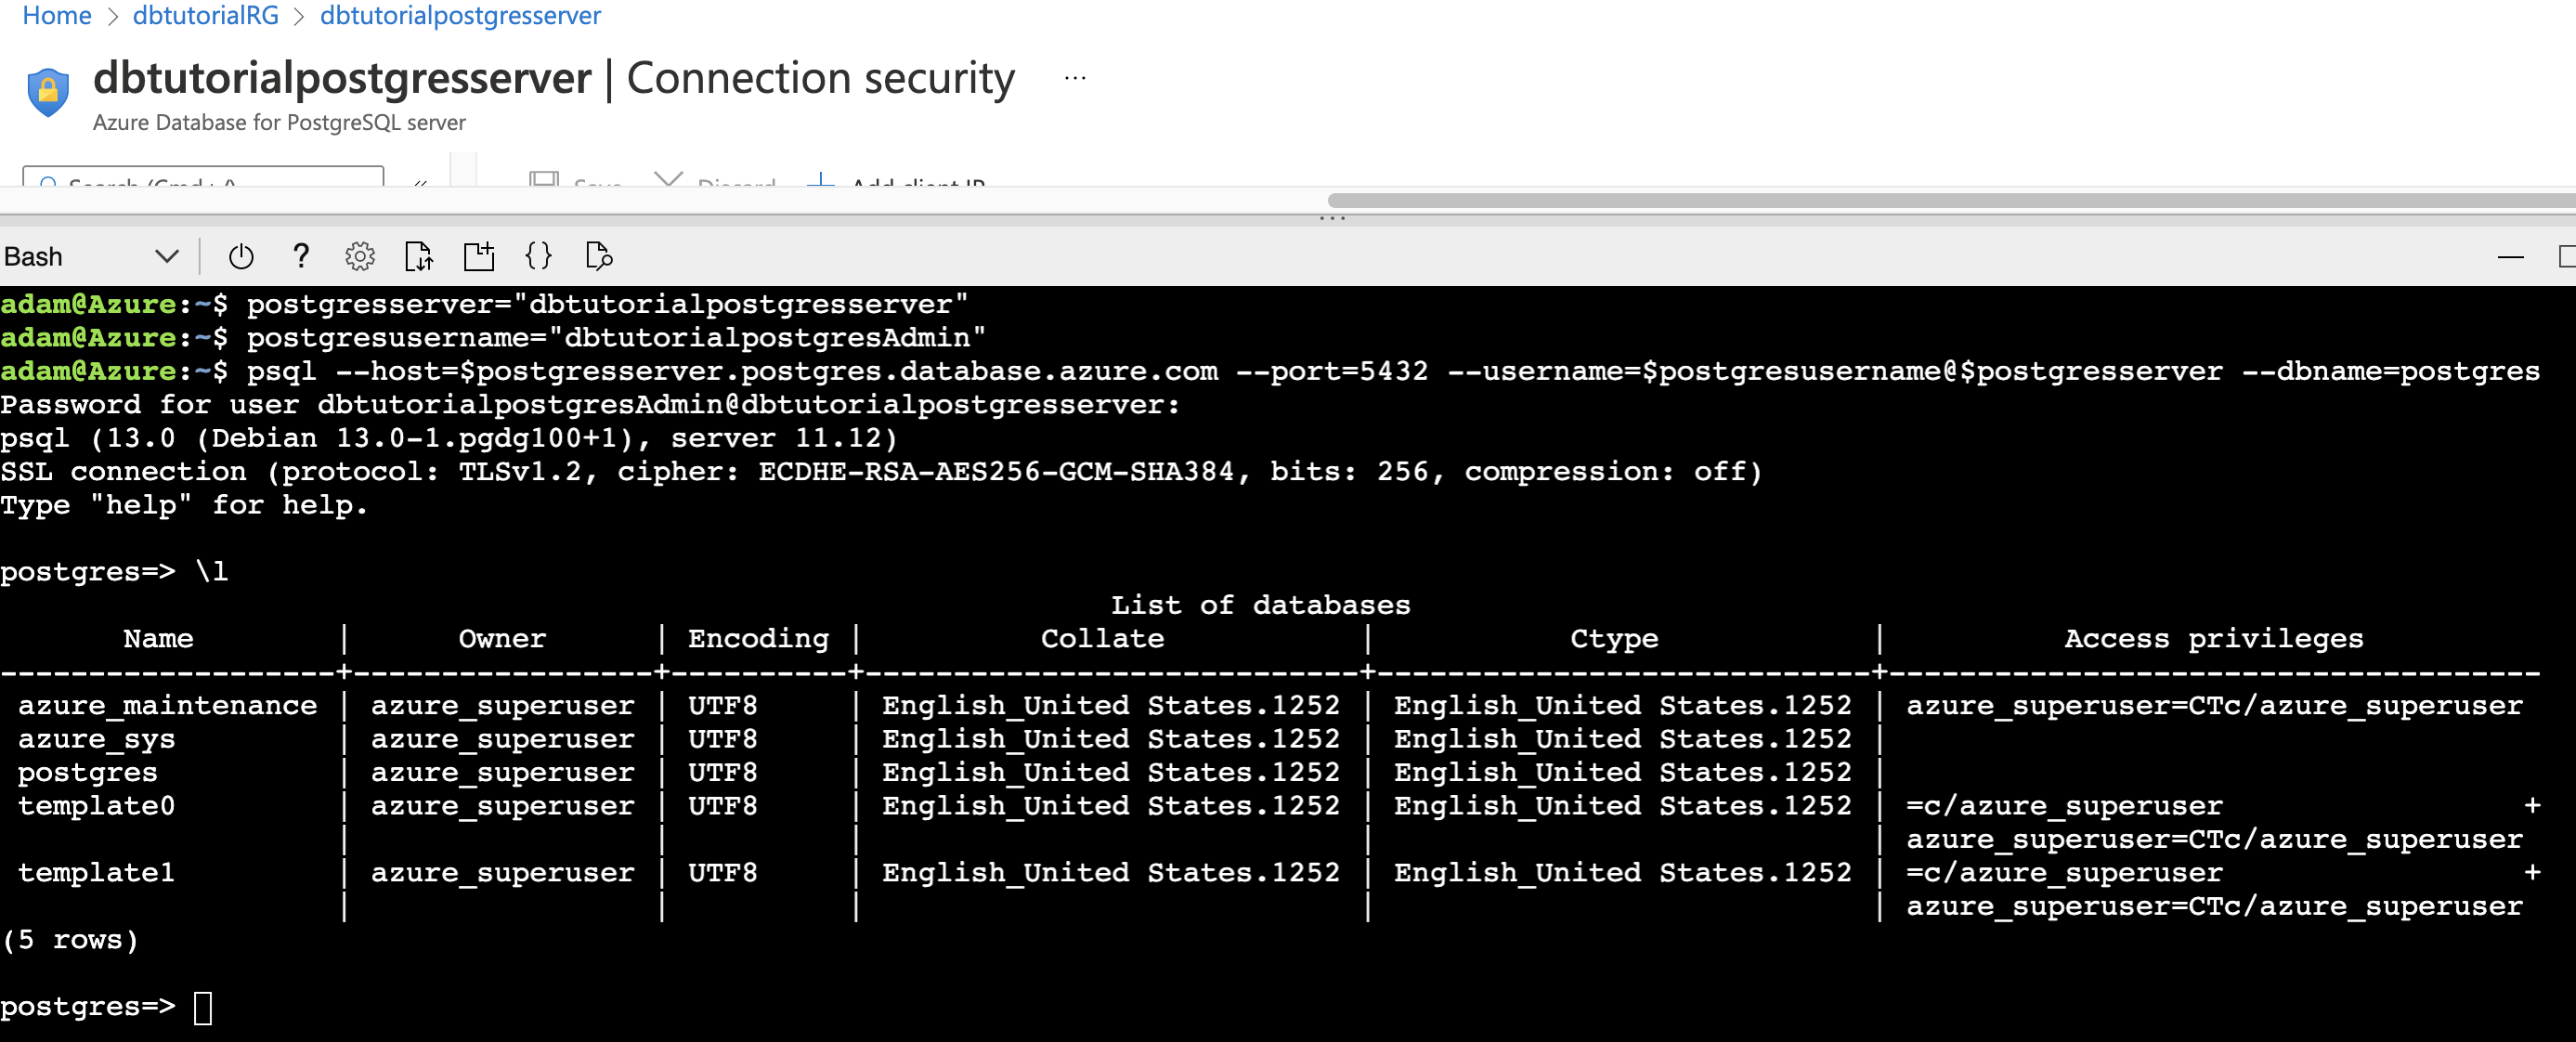 Home > dbtutorialRG > dbtutorialpostgresserver
dbtutorialpostgresserver | Connection security ...
Azure Database for PostgreSQL server
Search (Cmd+/) « Save Discard + Add client IP
Bash
adam@Azure:~$ postgresserver="dbtutorialpostgresserver"
adam@Azure:~$ postgresusername="dbtutorialpostgresAdmin"
adam@Azure:~$ psql --host=$postgresserver.postgres.database.azure.com --port=5432 --username=$postgresusername@$postgresserver --dbname=postgres
Password for user dbtutorialpostgresAdmin@dbtutorialpostgresserver:
psql (13.0 (Debian 13.0-1.pgdg100+1), server 11.12)
SSL connection (protocol: TLSv1.2, cipher: ECDHE-RSA-AES256-GCM-SHA384, bits: 256, compression: off)
Type "help" for help.
postgres=> \l
List of databases
Name | Owner | Encoding | Collate | Ctype | Access privileges
-------------------+-----------------+----------+----------------------------+----------------------------+-------------------------------------
azure_maintenance | azure_superuser | UTF8 | English_United States.1252 | English_United States.1252 | azure_superuser=CTc/azure_superuser
azure_sys | azure_superuser | UTF8 | English_United States.1252 | English_United States.1252 |
postgres | azure_superuser | UTF8 | English_United States.1252 | English_United States.1252 |
template0 | azure_superuser | UTF8 | English_United States.1252 | English_United States.1252 | =c/azure_superuser +
| | | | | azure_superuser=CTc/azure_superuser
template1 | azure_superuser | UTF8 | English_United States.1252 | English_United States.1252 | =c/azure_superuser +
| | | | | azure_superuser=CTc/azure_superuser
(5 rows)
postgres=>